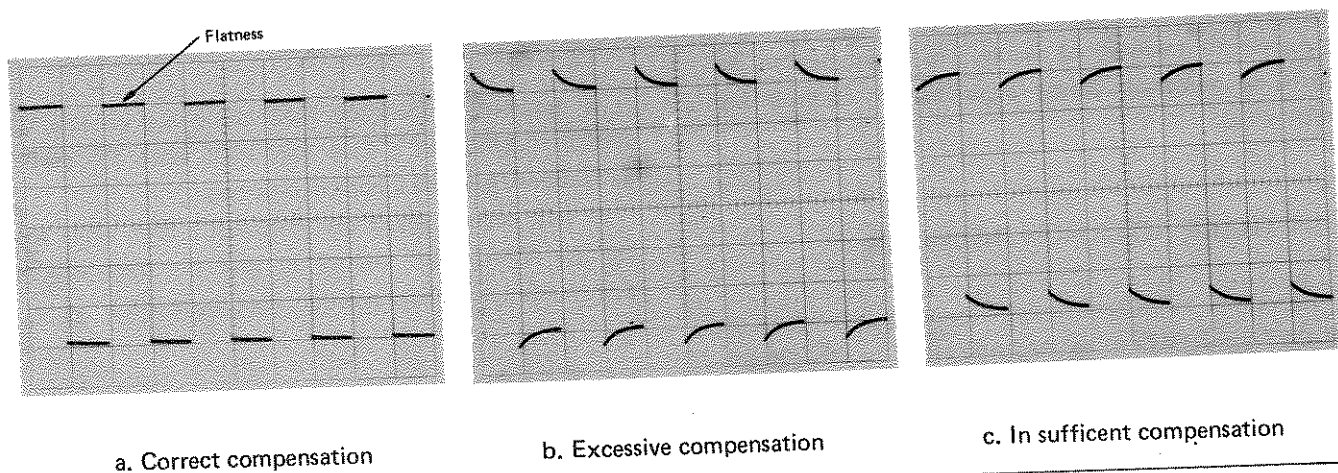 Flatness
a. Correct compensation
b. Excessive compensation
c. In sufficent compensation